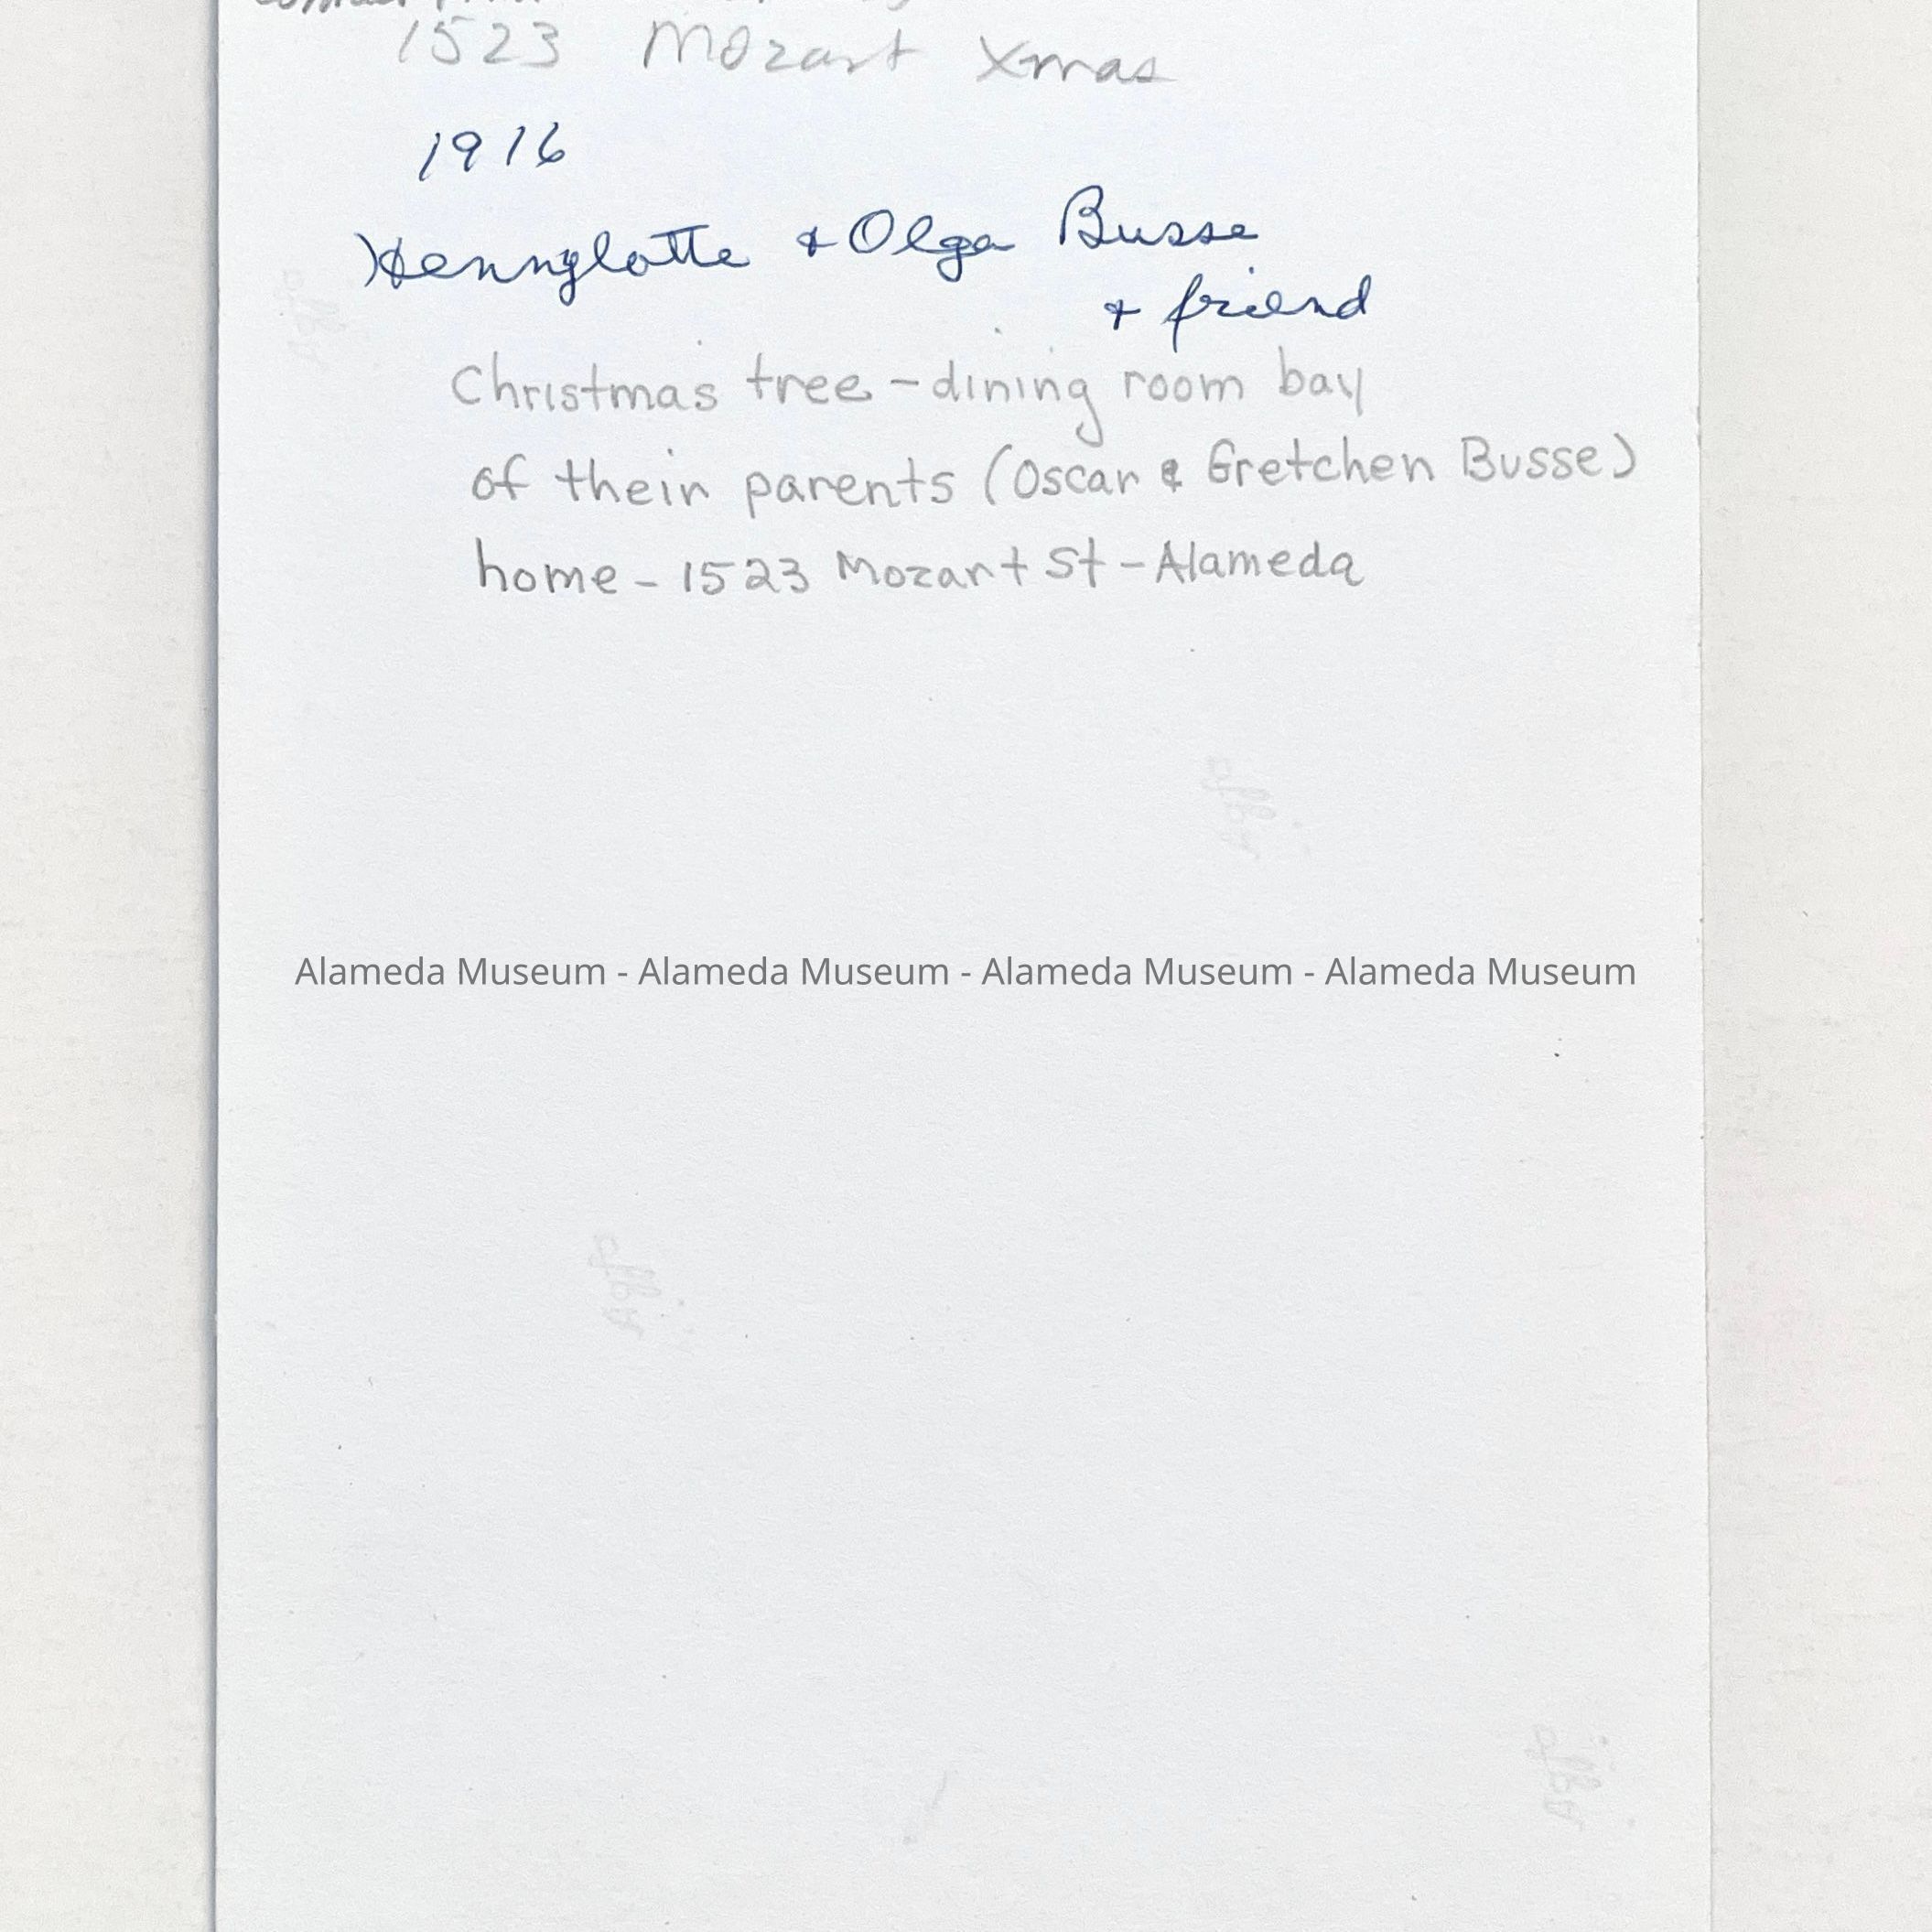 1523 Mozart Xmas
1916
Hennylotte & Olga Busse
& friend
Christmas tree – dining room bay
of their parents (Oscar & Gretchen Busse)
home – 1523 Mozart St – Alameda
Alameda Museum - Alameda Museum - Alameda Museum - Alameda Museum